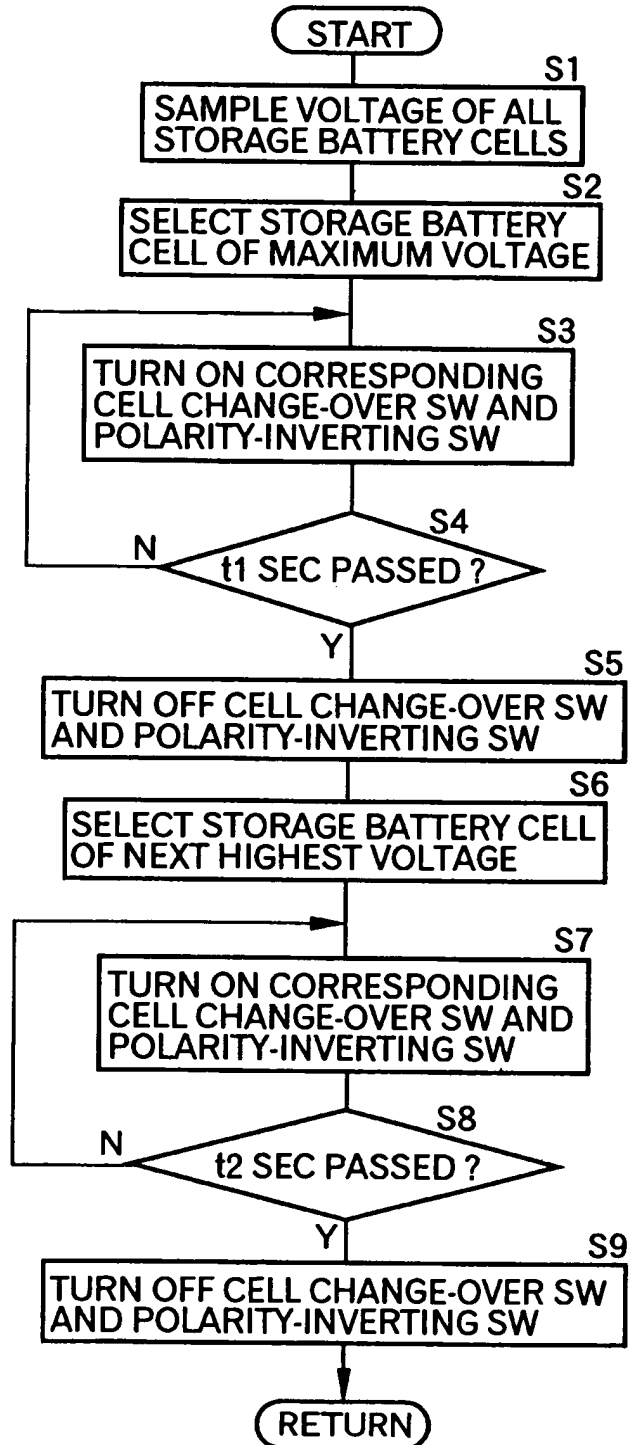 START
S1
SAMPLE VOLTAGE OF ALL
STORAGE BATTERY CELLS
S2
SELECT STORAGE BATTERY
CELL OF MAXIMUM VOLTAGE
S3
TURN ON CORRESPONDING
CELL CHANGE-OVER SW AND
POLARITY-INVERTING SW
S4
N
t1 SEC PASSED ?
Y
S5
TURN OFF CELL CHANGE-OVER SW
AND POLARITY-INVERTING SW
S6
SELECT STORAGE BATTERY CELL
OF NEXT HIGHEST VOLTAGE
S7
TURN ON CORRESPONDING
CELL CHANGE-OVER SW AND
POLARITY-INVERTING SW
S8
N
t2 SEC PASSED ?
Y
S9
TURN OFF CELL CHANGE-OVER SW
AND POLARITY-INVERTING SW
RETURN